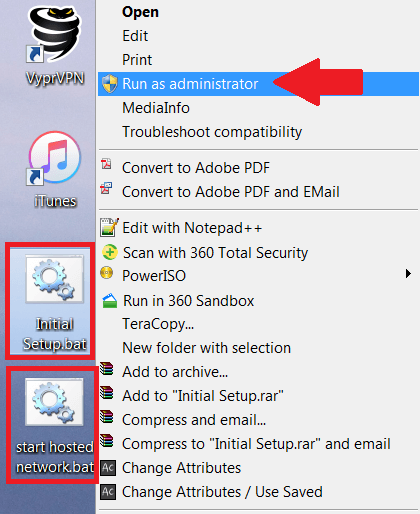 VyprVPN
iTunes
Initial
Setup.bat
start hosted
network.bat
Open
Edit
Print
Run as administrator
MediaInfo
Troubleshoot compatibility
Convert to Adobe PDF
Convert to Adobe PDF and EMail
Edit with Notepad++
Scan with 360 Total Security
PowerISO
Run in 360 Sandbox
TeraCopy...
New folder with selection
Add to archive...
Add to "Initial Setup.rar"
Compress and email...
Compress to "Initial Setup.rar" and email
Ac Change Attributes
Ac Change Attributes / Use Saved